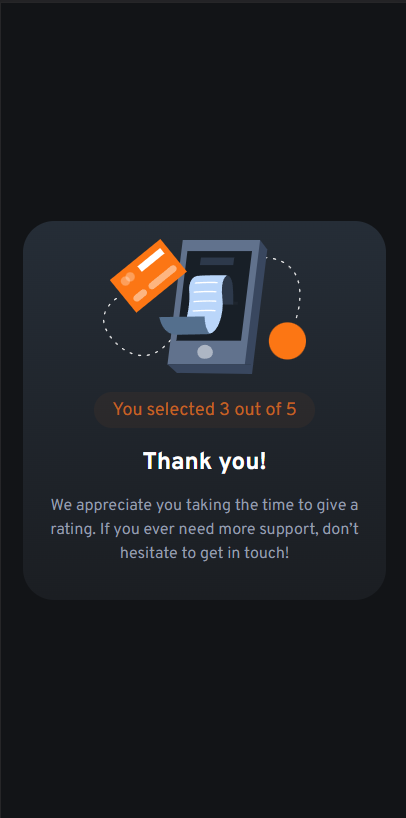 You selected 3 out of 5
Thank you!
We appreciate you taking the time to give a
rating. If you ever need more support, don’t
hesitate to get in touch!